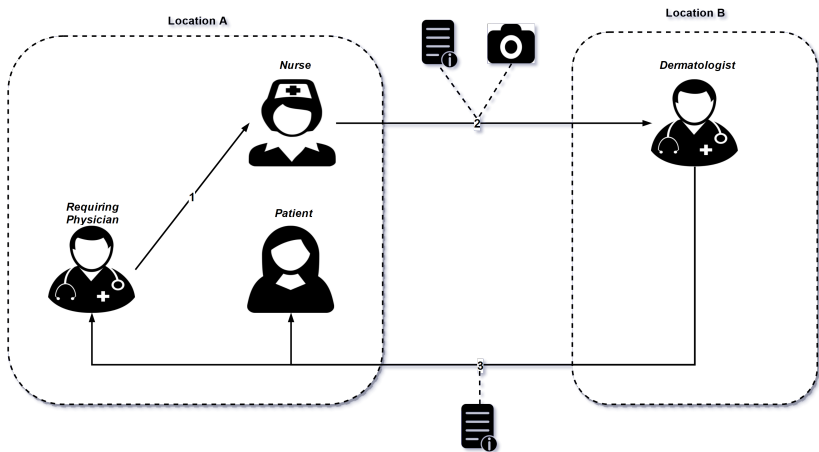 Location A
Location B
Nurse
Dermatologist
2
1
Requiring
Physician
Patient
3